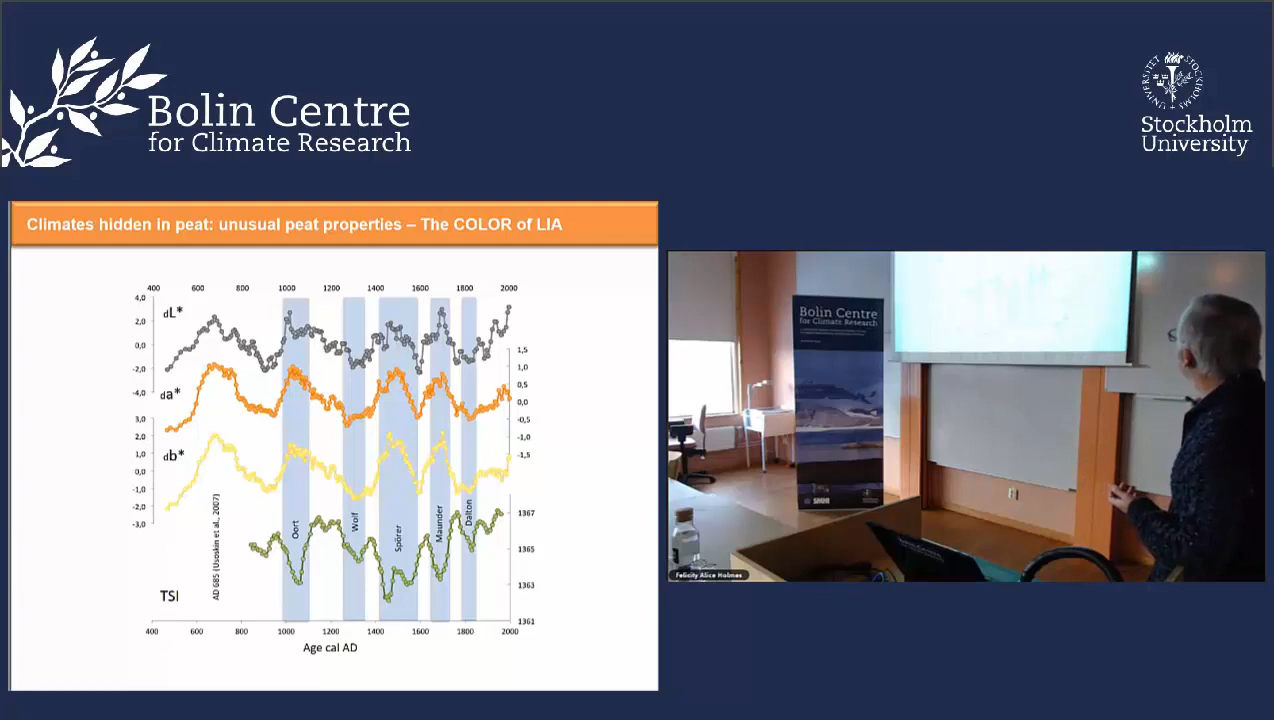 Bolin Centre
for Climate Research
STOCKHOLMS UNIVERSITET
Stockholm
University
Climates hidden in peat: unusual peat properties – The COLOR of LIA
400 600 800 1000 1200 1400 1600 1800 2000
4,0
2,0
0,0
-2,0
-4,0
dL*
1,5
1,0
0,5
0,0
-0,5
-1,0
-1,5
da*
3,0
2,0
1,0
0,0
-1,0
-2,0
-3,0
db*
AD 685 (Usoskin et al., 2007)
Oort
Wolf
Spörer
Maunder
Dalton
1367
1365
1363
1361
TSI
400 600 800 1000 1200 1400 1600 1800 2000
Age cal AD
Bolin Centre
for Climate Research
SMHI
Felicity Alice Holmes